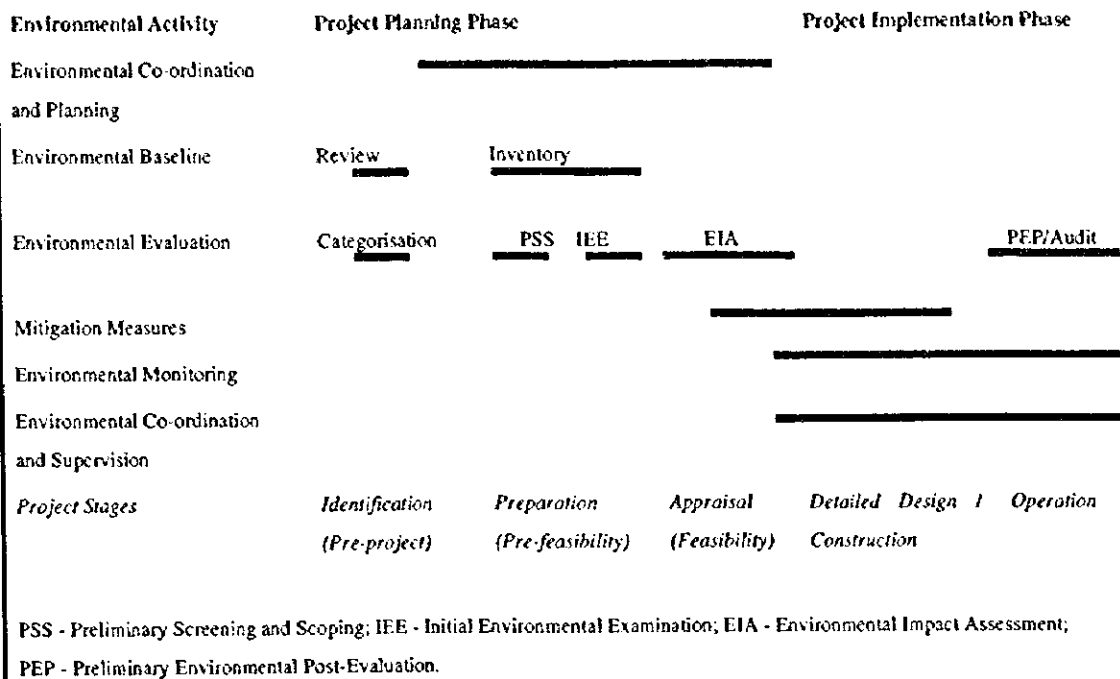 Environmental Activity Project Planning Phase Project Implementation Phase
Environmental Co-ordination
and Planning
Environmental Baseline Review Inventory
Environmental Evaluation Categorisation PSS IEE EIA PEP/Audit
Mitigation Measures
Environmental Monitoring
Environmental Co-ordination
and Supervision
Project Stages Identification Preparation Appraisal Detailed Design / Operation
(Pre-project) (Pre-feasibility) (Feasibility) Construction
PSS - Preliminary Screening and Scoping; IEE - Initial Environmental Examination; EIA - Environmental Impact Assessment;
PEP - Preliminary Environmental Post-Evaluation.